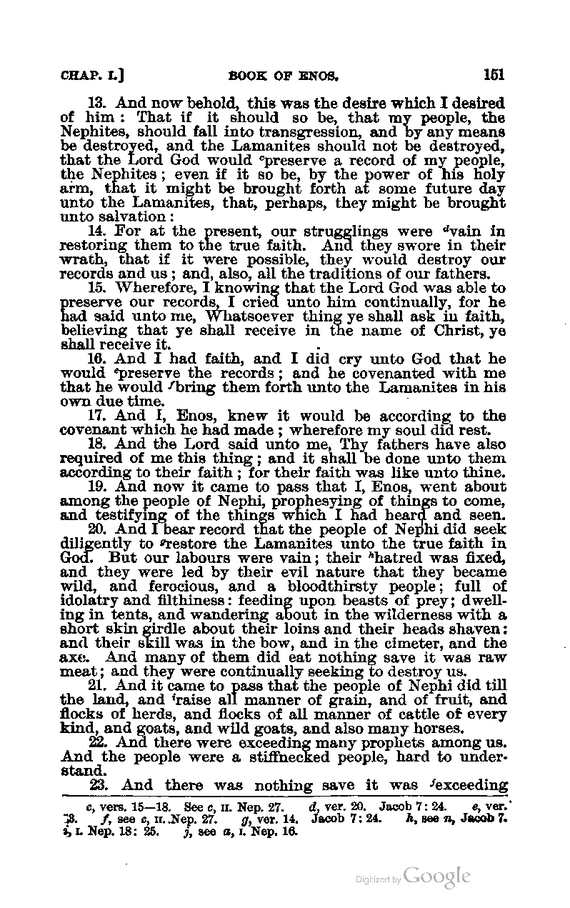 CHAP. I.] BOOK OF ENOS. 151
13. And now behold, this was the desire which I desired
of him : That if it should so be, that my people, the
Nephites, should fall into transgression, and by any means
be destroyed, and the Lamanites should not be destroyed,
that the Lord God would ᵉpreserve a record of my people,
the Nephites ; even if it so be, by the power of his holy
arm, that it might be brought forth at some future day
unto the Lamanites, that, perhaps, they might be brought
unto salvation :
14. For at the present, our strugglings were ᵈvain in
restoring them to the true faith. And they swore in their
wrath, that if it were possible, they would destroy our
records and us ; and, also, all the traditions of our fathers.
15. Wherefore, I knowing that the Lord God was able to
preserve our records, I cried unto him continually, for he
had said unto me, Whatsoever thing ye shall ask in faith,
believing that ye shall receive in the name of Christ, ye
shall receive it.
16. And I had faith, and I did cry unto God that he
would ᵉpreserve the records ; and he covenanted with me
that he would ᶠbring them forth unto the Lamanites in his
own due time.
17. And I, Enos, knew it would be according to the
covenant which he had made ; wherefore my soul did rest.
18. And the Lord said unto me, Thy fathers have also
required of me this thing ; and it shall be done unto them
according to their faith ; for their faith was like unto thine.
19. And now it came to pass that I, Enos, went about
among the people of Nephi, prophesying of things to come,
and testifying of the things which I had heard and seen.
20. And I bear record that the people of Nephi did seek
diligently to ᵍrestore the Lamanites unto the true faith in
God. But our labours were vain ; their ʰhatred was fixed,
and they were led by their evil nature that they became
wild, and ferocious, and a bloodthirsty people ; full of
idolatry and filthiness : feeding upon beasts of prey ; dwell-
ing in tents, and wandering about in the wilderness with a
short skin girdle about their loins and their heads shaven :
and their skill was in the bow, and in the cimeter, and the
axe. And many of them did eat nothing save it was raw
meat ; and they were continually seeking to destroy us.
21. And it came to pass that the people of Nephi did till
the land, and ⁱraise all manner of grain, and of fruit, and
flocks of herds, and flocks of all manner of cattle of every
kind, and goats, and wild goats, and also many horses.
22. And there were exceeding many prophets among us.
And the people were a stiffnecked people, hard to under-
stand.
23. And there was nothing save it was ʲexceeding
c, vers. 15—18. See c, II. Nep. 27. d, ver. 20. Jacob 7 : 24. e, ver.
13. f, see c, II. Nep. 27. g, ver. 14. Jacob 7 : 24. h, see n, Jacob 7.
i, I. Nep. 18 : 25. j, see a, I. Nep. 16.
Digitized by Google